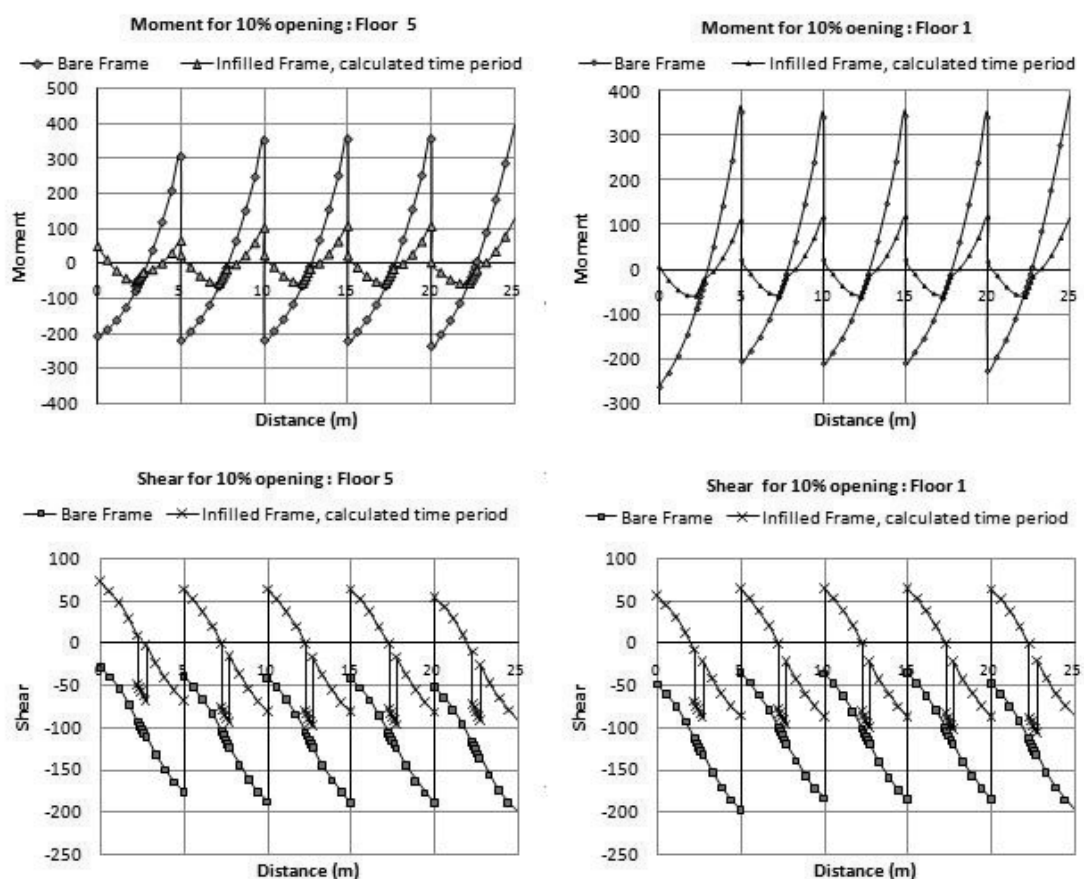 Moment for 10% opening : Floor 5
Bare Frame Infilled Frame, calculated time period
500
400
300
200
100
0
-100
-200
-300
-400
0 5 10 15 20 25
Moment
Distance (m)
Moment for 10% oening : Floor 1
Bare Frame Infilled Frame, calculated time period
400
300
200
100
0
-100
-200
-300
0 5 10 15 20 25
Moment
Distance (m)
Shear for 10% opening : Floor 5
Bare Frame Infilled Frame, calculated time period
100
50
0
-50
-100
-150
-200
-250
0 5 10 15 20 25
Shear
Distance (m)
Shear for 10% opening : Floor 1
Bare Frame Infilled Frame, calculated time period
100
50
0
-50
-100
-150
-200
-250
0 5 10 15 20 25
Shear
Distance (m)